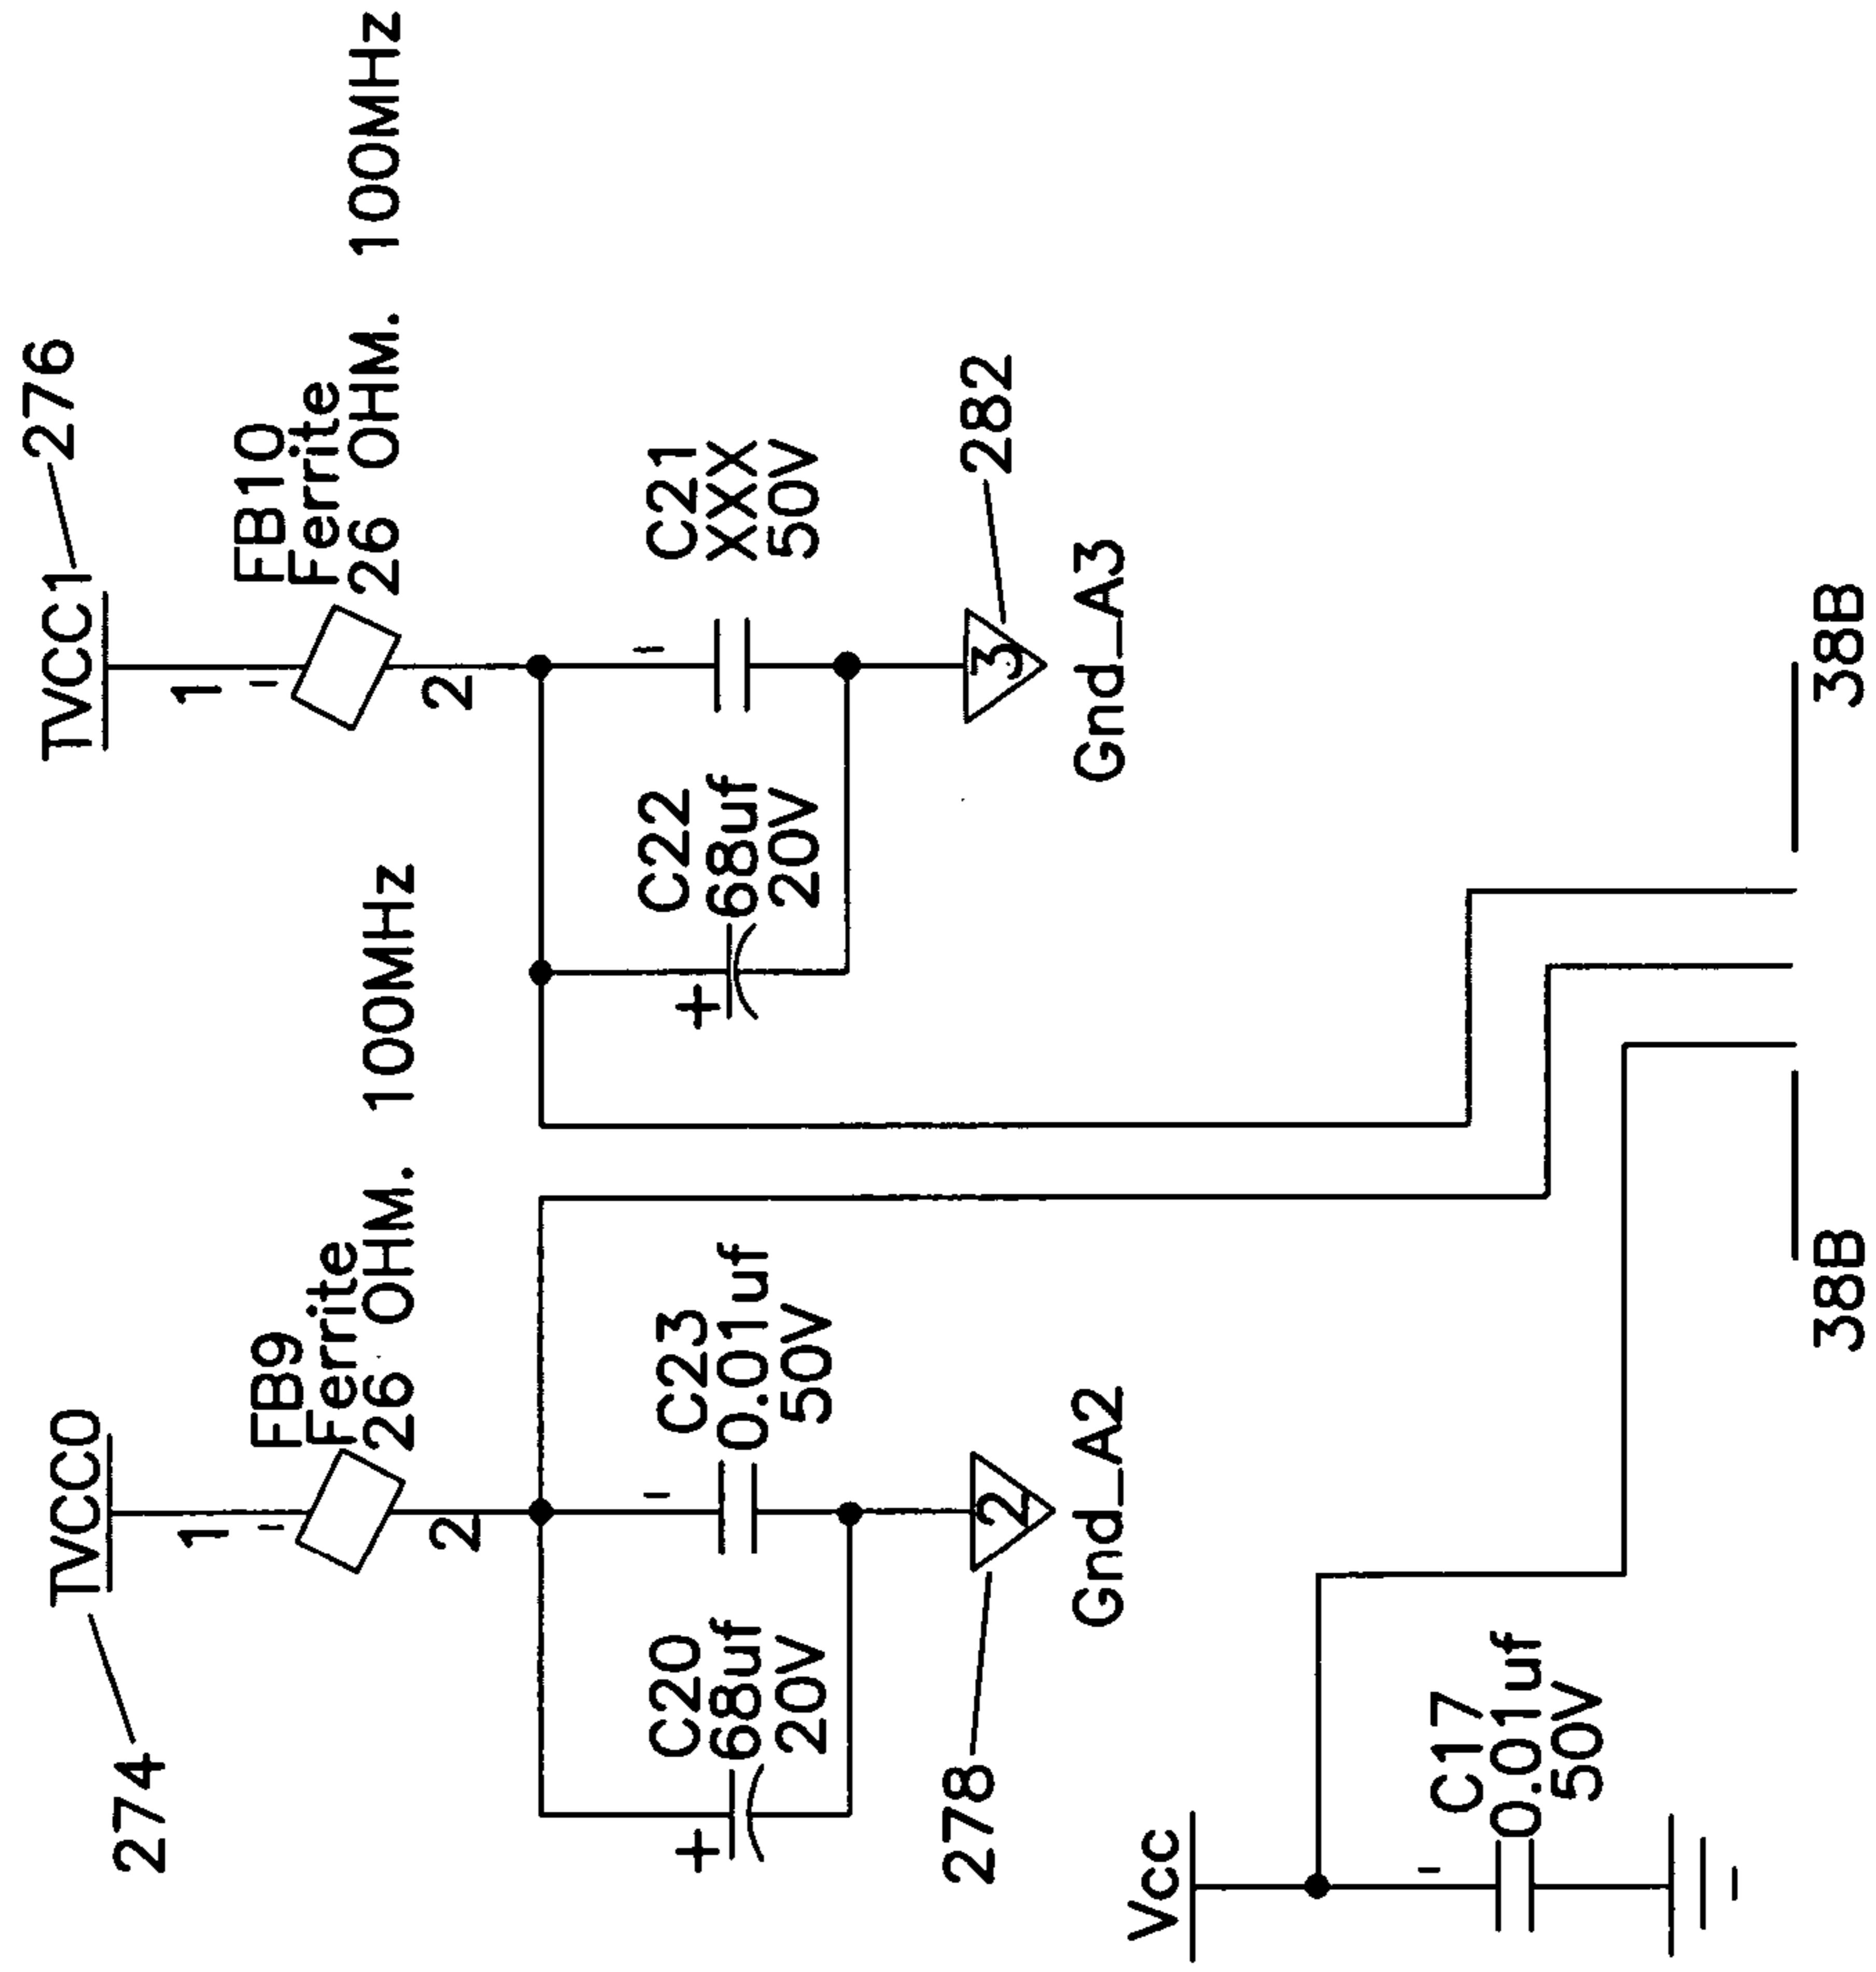 274
TVCC0
1
FB9
Ferrite
26 OHM. 100MHz
2
+
C20
68uf
20V
C23
0.01uf
50V
278
2
Gnd_A2
TVCC1
276
1
FB10
Ferrite
26 OHM. 100MHz
2
+
C22
68uf
20V
C21
XXX
50V
3
282
Gnd_A3
Vcc
C17
0.01uf
50V
38B
38B